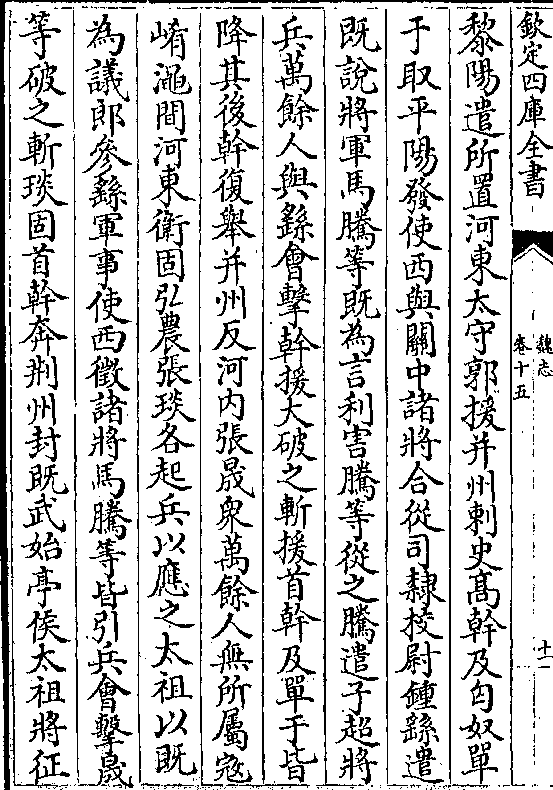 欽定四庫全書
魏志
卷十五
十二
黎陽遣所置河東太守郭援并州刺史髙幹及匈奴單
于取平陽發使西與關中諸將合從司隸校尉鍾繇遣
既說將軍馬騰等既為言利害騰等從之騰遣子超將
兵萬餘人與繇會擊幹援大破之斬援首幹及單于皆
降其後幹復舉并州反河内張晟衆萬餘人無所屬冦
崤澠間河東衛固弘農張琰各起兵以應之太祖以既
為議郎參繇軍事使西徵諸將馬騰等皆引兵會擊晟
等破之斬琰固首幹奔荆州封既武始亭侯太祖將征